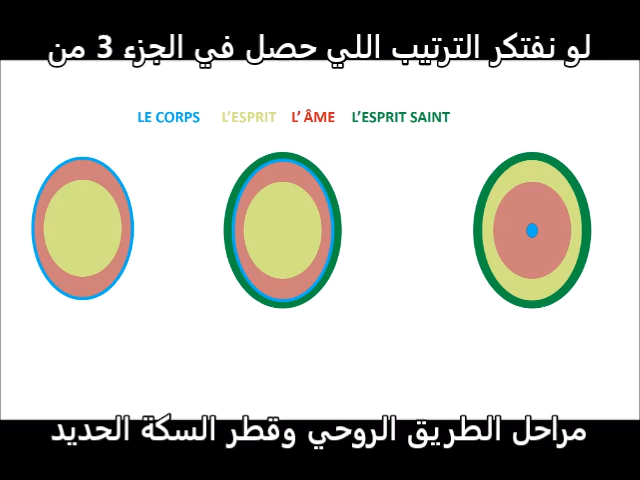 لو نفتكر الترتيب اللي حصل في الجزء 3 من
LE CORPS L'ESPRIT L' ÂME L'ESPRIT SAINT
مراحل الطريق الروحي وقطر السكة الحديد